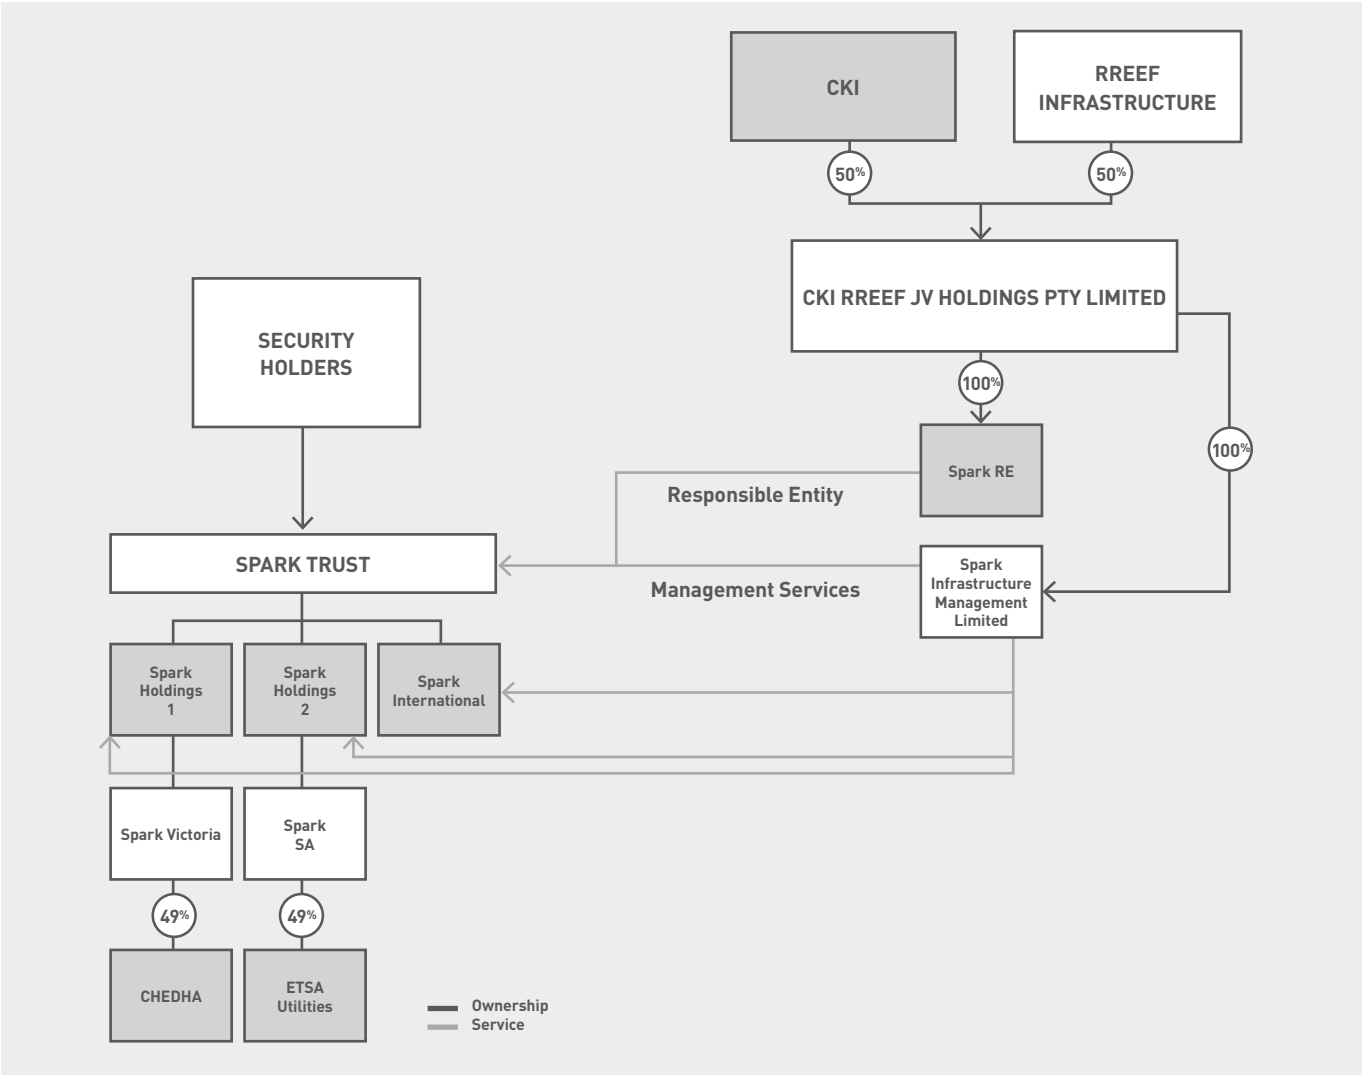 CKI
RREEF
INFRASTRUCTURE
50%
50%
CKI RREEF JV HOLDINGS PTY LIMITED
SECURITY
HOLDERS
100%
100%
Spark RE
Responsible Entity
SPARK TRUST
Management Services
Spark
Infrastructure
Management
Limited
Spark
Holdings
1
Spark
Holdings
2
Spark
International
Spark Victoria
Spark
SA
49%
49%
CHEDHA
ETSA
Utilities
Ownership
Service